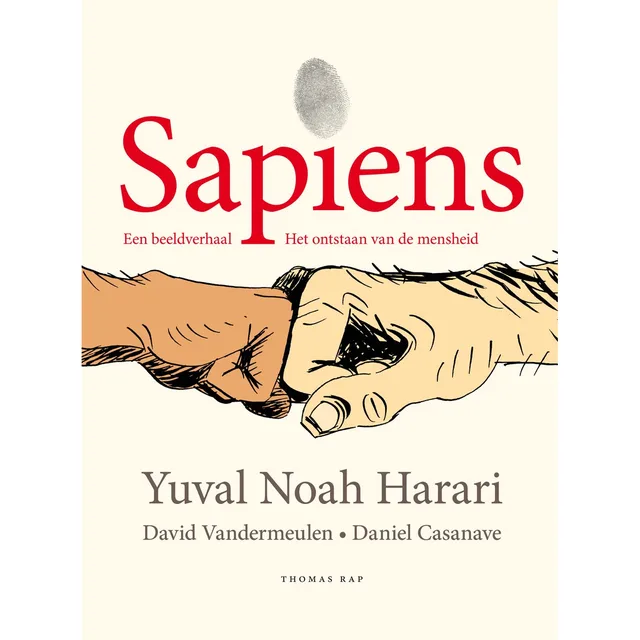 Sapiens
Een beeldverhaal Het ontstaan van de mensheid
Yuval Noah Harari
David Vandermeulen • Daniel Casanave
THOMAS RAP